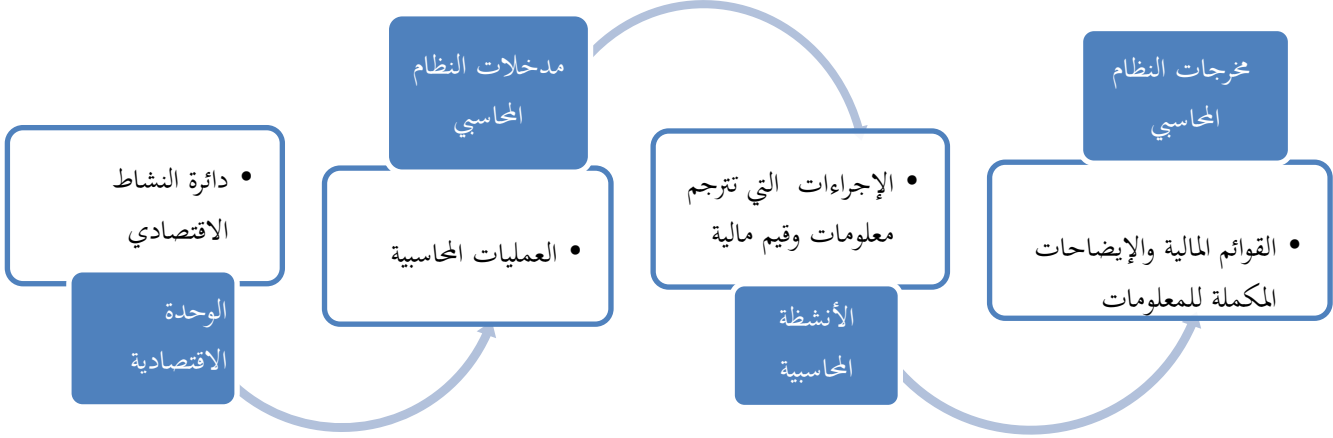 دائرة النشاط
الاقتصادي
الوحدة
الاقتصادية
مدخلات النظام
المحاسبي
العمليات المحاسبية
الإجراءات التي تترجم
معلومات وقيم مالية
الأنشظة
المحاسبية
مخرجات النظام
المحاسبي
القوائم المالية والإيضاحات
المكملة للمعلومات